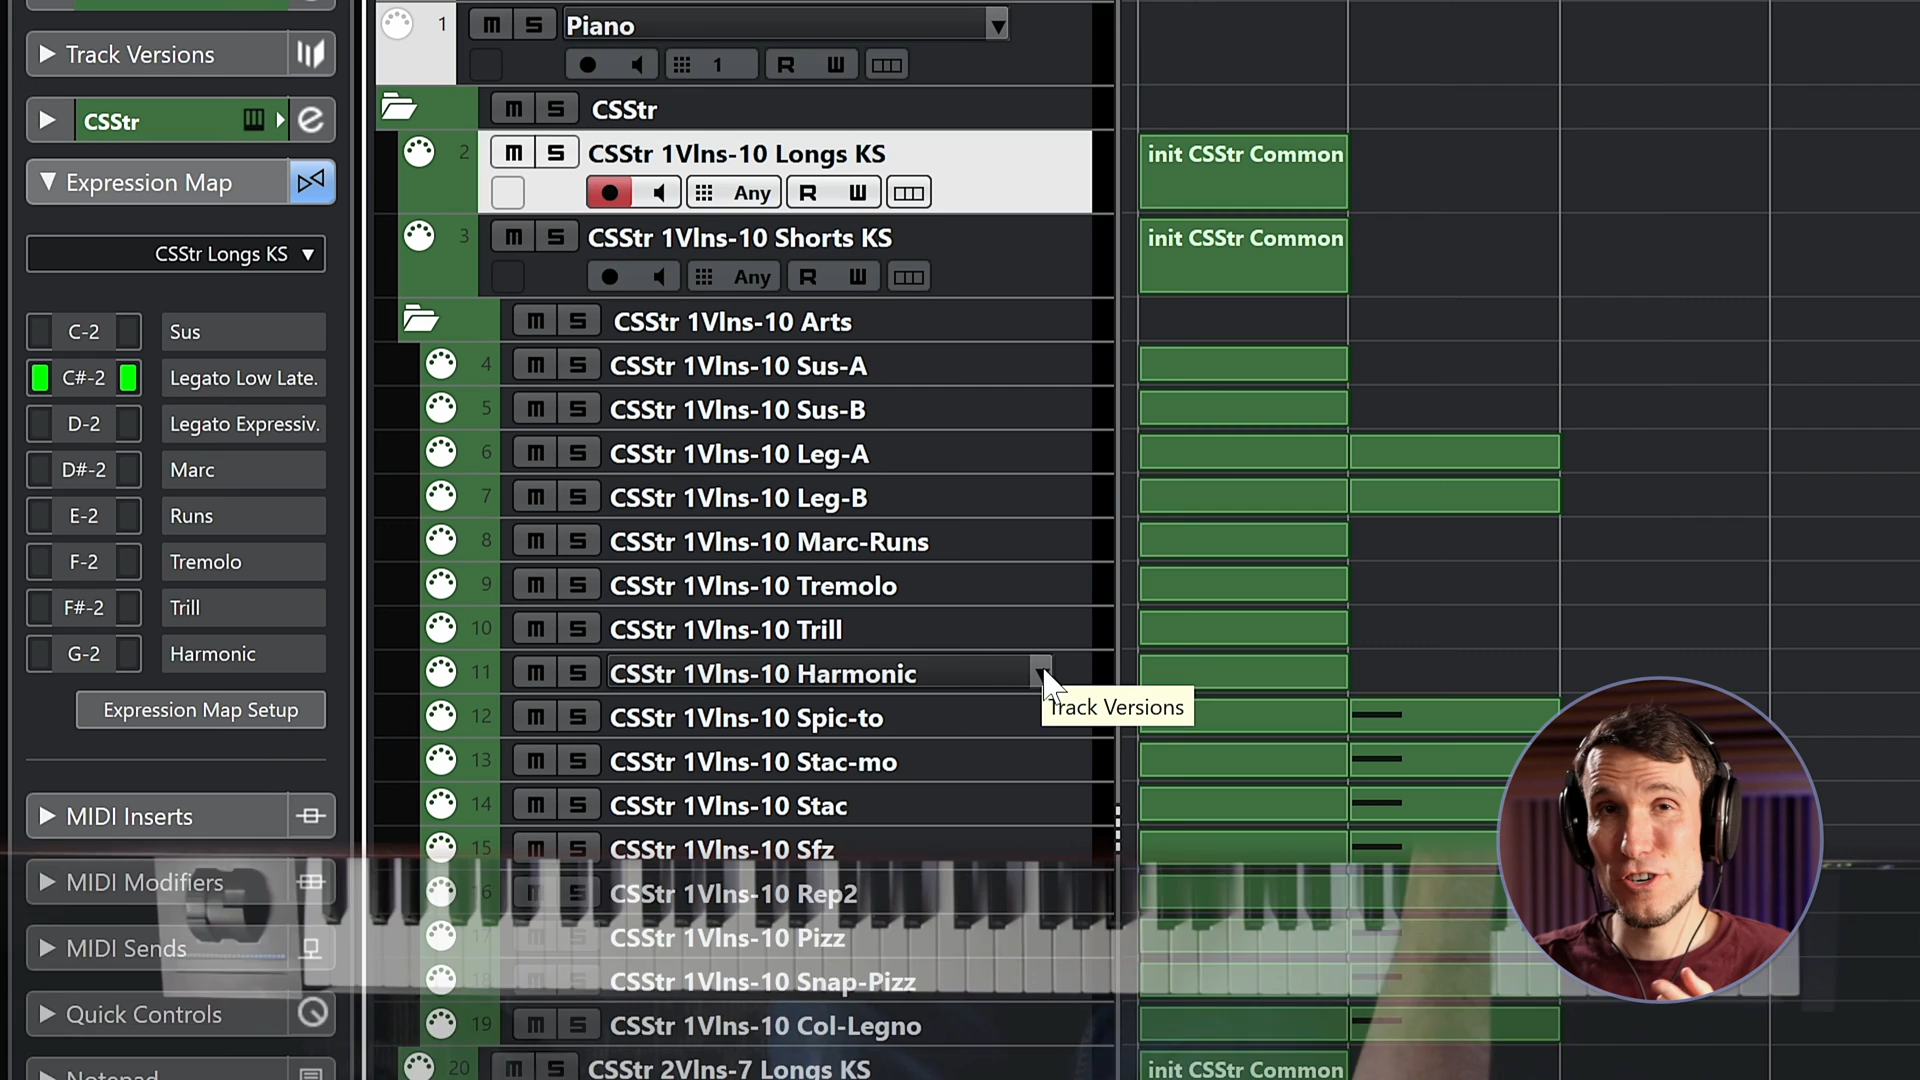 Track Versions
CSStr
Expression Map
CSStr Longs KS
C-2 Sus
C#-2 Legato Low Late.
D-2 Legato Expressiv.
D#-2 Marc
E-2 Runs
F-2 Tremolo
F#-2 Trill
G-2 Harmonic
Expression Map Setup
MIDI Inserts
MIDI Modifiers
MIDI Sends
Quick Controls
Notepad
1 M S Piano
1 R W
M S CSStr
2 M S CSStr 1Vlns-10 Longs KS
Any R W
3 M S CSStr 1Vlns-10 Shorts KS
Any R W
M S CSStr 1Vlns-10 Arts
4 M S CSStr 1Vlns-10 Sus-A
5 M S CSStr 1Vlns-10 Sus-B
6 M S CSStr 1Vlns-10 Leg-A
7 M S CSStr 1Vlns-10 Leg-B
8 M S CSStr 1Vlns-10 Marc-Runs
9 M S CSStr 1Vlns-10 Tremolo
10 M S CSStr 1Vlns-10 Trill
11 M S CSStr 1Vlns-10 Harmonic
Track Versions
12 M S CSStr 1Vlns-10 Spic-to
13 M S CSStr 1Vlns-10 Stac-mo
14 M S CSStr 1Vlns-10 Stac
15 M S CSStr 1Vlns-10 Sfz
16 M S CSStr 1Vlns-10 Rep2
17 M S CSStr 1Vlns-10 Pizz
18 M S CSStr 1Vlns-10 Snap-Pizz
19 M S CSStr 1Vlns-10 Col-Legno
20 M S CSStr 2Vlns-7 Longs KS
init CSStr Common
init CSStr Common
init CSStr Common